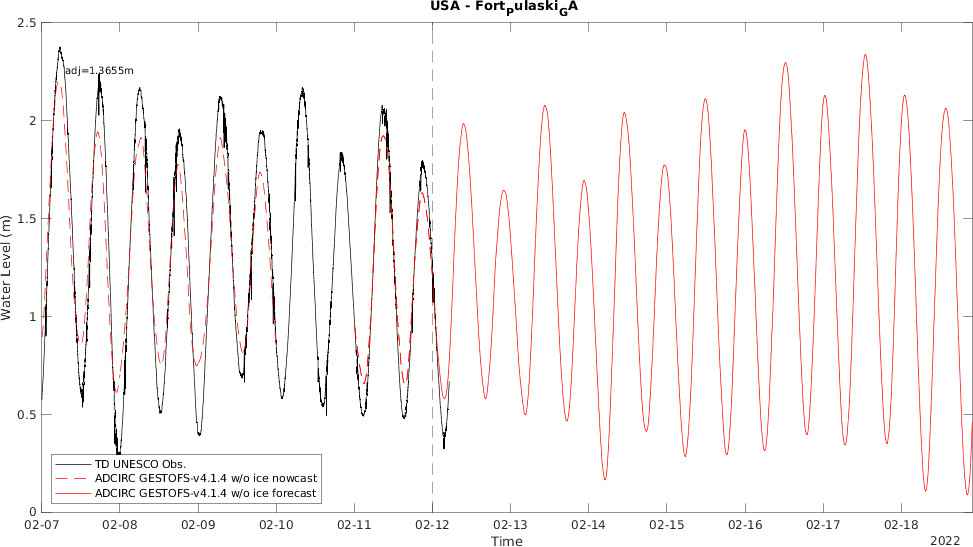 USA - FortPulaskiGA
adj=1.3655m
2.5
2
1.5
1
0.5
0
Water Level (m)
TD UNESCO Obs.
ADCIRC GESTOFS-v4.1.4 w/o ice nowcast
ADCIRC GESTOFS-v4.1.4 w/o ice forecast
02-07 02-08 02-09 02-10 02-11 02-12 02-13 02-14 02-15 02-16 02-17 02-18
Time
2022